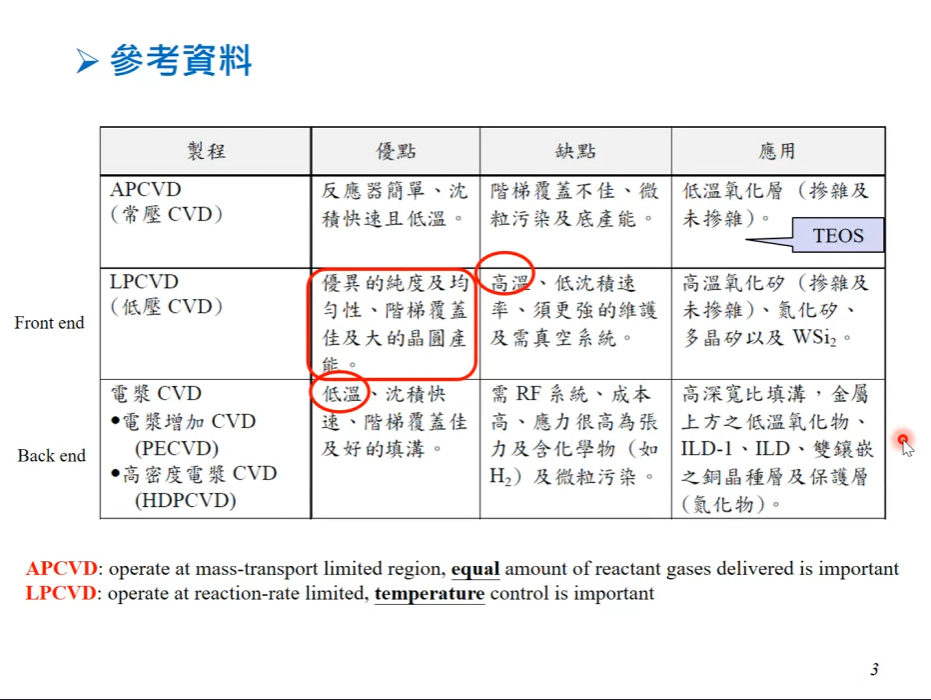 參考資料
製程 優點 缺點 應用
APCVD
(常壓 CVD)
反應器簡單、沈
積快速且低溫。
階梯覆蓋不佳、微
粒污染及底產能。
低溫氧化層(摻雜及
未摻雜)。
TEOS
Front end
LPCVD
(低壓 CVD)
優異的純度及均
勻性、階梯覆蓋
佳及大的晶圓產
能。
高溫、低沈積速
率、須更強的維護
及需真空系統。
高溫氧化矽(摻雜及
未摻雜)、氮化矽、
多晶矽以及 WSi₂。
Back end
電漿 CVD
●電漿增加 CVD
(PECVD)
●高密度電漿 CVD
(HDPCVD)
低溫、沈積快
速、階梯覆蓋佳
及好的填溝。
需 RF 系統、成本
高、應力很高為張
力及含化學物(如
H₂)及微粒污染。
高深寬比填溝,金屬
上方之低溫氧化物、
ILD-1、ILD、雙鑲嵌
之銅晶種層及保護層
(氮化物)。
APCVD: operate at mass-transport limited region, equal amount of reactant gases delivered is important
LPCVD: operate at reaction-rate limited, temperature control is important
3